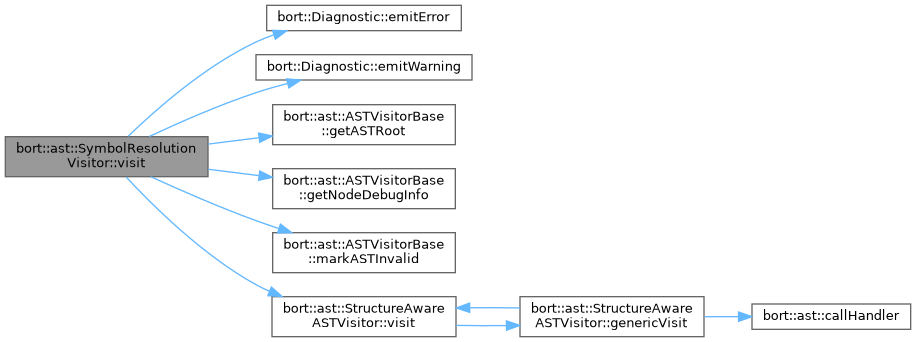 bort::Diagnostic::emitError
bort::Diagnostic::emitWarning
bort::ast::ASTVisitorBase
::getASTRoot
bort::ast::SymbolResolution
Visitor::visit
bort::ast::ASTVisitorBase
::getNodeDebugInfo
bort::ast::ASTVisitorBase
::markASTInvalid
bort::ast::StructureAware
ASTVisitor::visit
bort::ast::StructureAware
ASTVisitor::genericVisit
bort::ast::callHandler